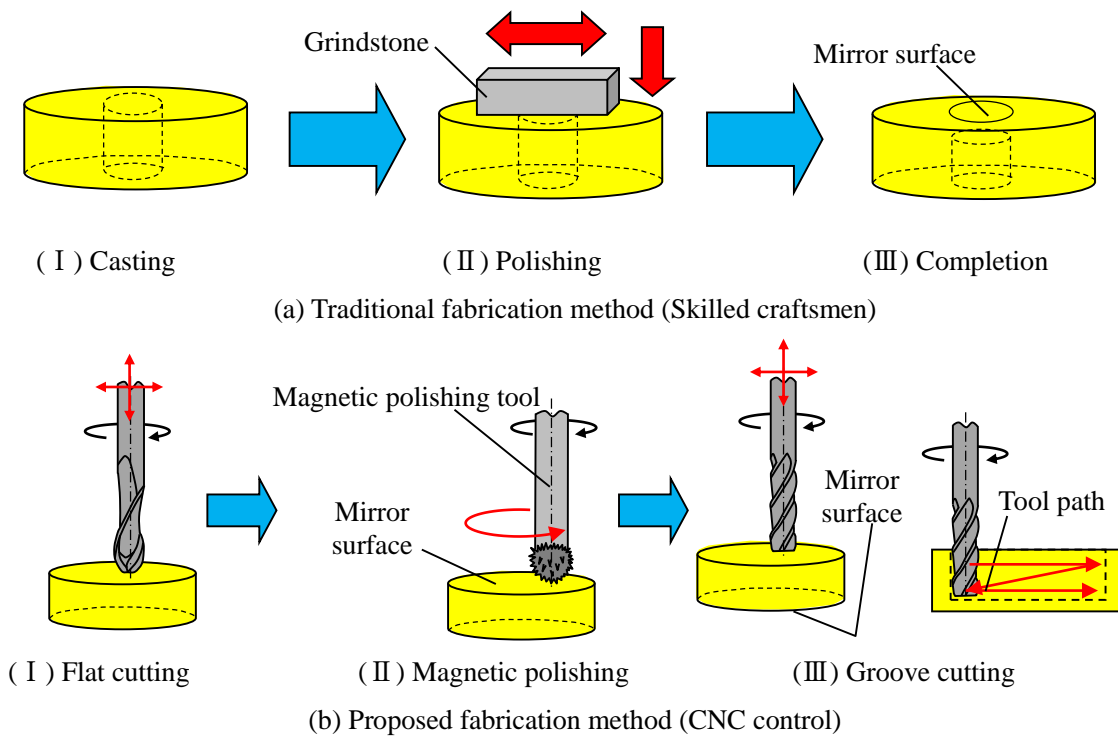 Grindstone
Mirror surface
(Ⅰ) Casting
(Ⅱ) Polishing
(Ⅲ) Completion
(a) Traditional fabrication method (Skilled craftsmen)
Magnetic polishing tool
Mirror
surface
Mirror
surface
Tool path
(Ⅰ) Flat cutting
(Ⅱ) Magnetic polishing
(Ⅲ) Groove cutting
(b) Proposed fabrication method (CNC control)